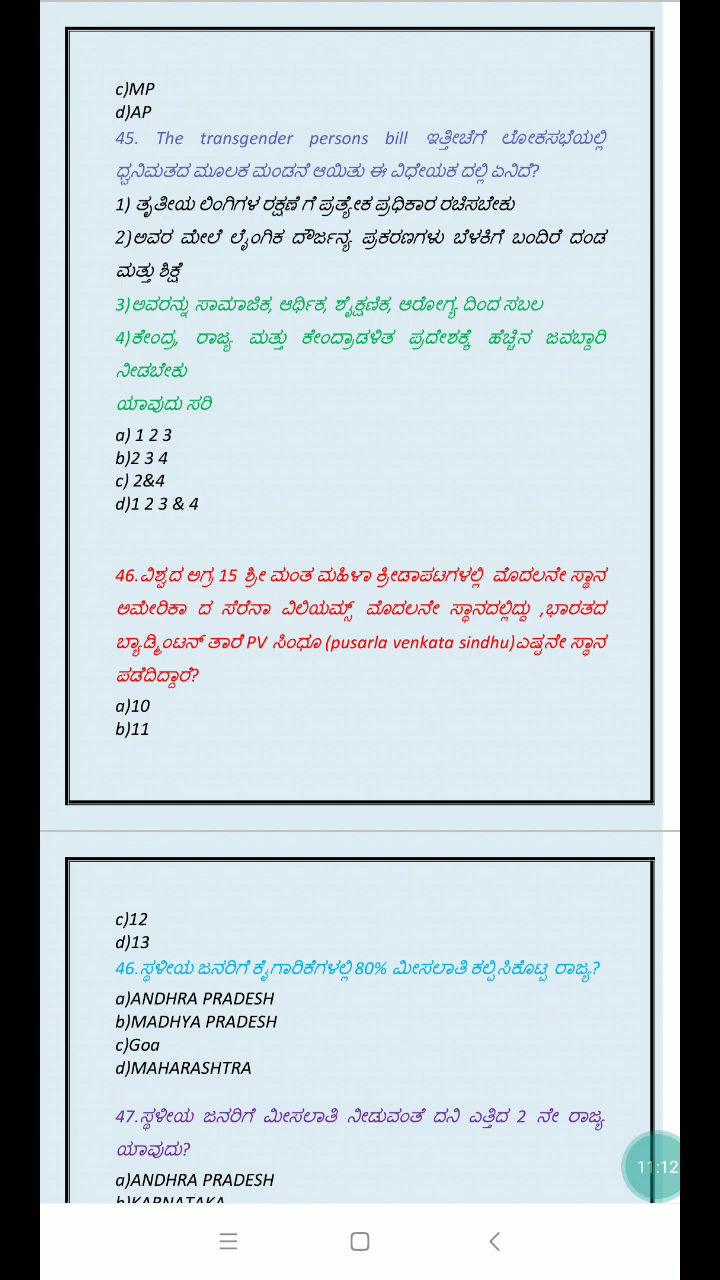 c)MP
d)AP
45. The transgender persons bill ಇತ್ತೀಚೆಗೆ ಲೋಕಸಭೆಯಲ್ಲಿ
ಧ್ವನಿಮತದ ಮೂಲಕ ಮಂಡನೆ ಆಯಿತು ಈ ವಿಧೇಯಕ ದಲ್ಲಿ ಏನಿದೆ?
1) ತೃತೀಯ ಲಿಂಗಿಗಳ ರಕ್ಷಣೆ ಗೆ ಪ್ರತ್ಯೇಕ ಪ್ರಧಿಕಾರ ರಚಿಸಬೇಕು
2)ಅವರ ಮೇಲೆ ಲೈಂಗಿಕ ದೌರ್ಜನ್ಯ ಪ್ರಕರಣಗಳು ಬೆಳಕಿಗೆ ಬಂದಿರೆ ದಂಡ
ಮತ್ತು ಶಿಕ್ಷೆ
3)ಅವರನ್ನು ಸಾಮಾಜಿಕ, ಆರ್ಥಿಕ, ಶೈಕ್ಷಣಿಕ, ಆರೋಗ್ಯ ದಿಂದ ಸಬಲ
4)ಕೇಂದ್ರ, ರಾಜ್ಯ ಮತ್ತು ಕೇಂದ್ರಾಡಳಿತ ಪ್ರದೇಶಕ್ಕೆ ಹೆಚ್ಚಿನ ಜವಬ್ದಾರಿ
ನೀಡಬೇಕು
ಯಾವುದು ಸರಿ
a) 1 2 3
b)2 3 4
c) 2&4
d)1 2 3 & 4
46.ವಿಶ್ವದ ಅಗ್ರ 15 ಶ್ರೀ ಮಂತ ಮಹಿಳಾ ಕ್ರೀಡಾಪಟಗಳಲ್ಲಿ ಮೊದಲನೇ ಸ್ಥಾನ
ಅಮೇರಿಕಾ ದ ಸೆರೆನಾ ವಿಲಿಯಮ್ಸ್ ಮೊದಲನೇ ಸ್ಥಾನದಲ್ಲಿದ್ದು ,ಭಾರತದ
ಬ್ಯಾಡ್ಮಿಂಟನ್ ತಾರೆ PV ಸಿಂಧೂ (pusarla venkata sindhu)ಎಷ್ಟನೇ ಸ್ಥಾನ
ಪಡೆದಿದ್ದಾರೆ?
a)10
b)11
c)12
d)13
46.ಸ್ಥಳೀಯ ಜನರಿಗೆ ಕೈಗಾರಿಕೆಗಳಲ್ಲಿ 80% ಮೀಸಲಾತಿ ಕಲ್ಪಿಸಿಕೊಟ್ಟ ರಾಜ್ಯ?
a)ANDHRA PRADESH
b)MADHYA PRADESH
c)Goa
d)MAHARASHTRA
47.ಸ್ಥಳೀಯ ಜನರಿಗೆ ಮೀಸಲಾತಿ ನೀಡುವಂತೆ ದನಿ ಎತ್ತಿದ 2 ನೇ ರಾಜ್ಯ
ಯಾವುದು?
a)ANDHRA PRADESH
b)KARNATAKA
11:12